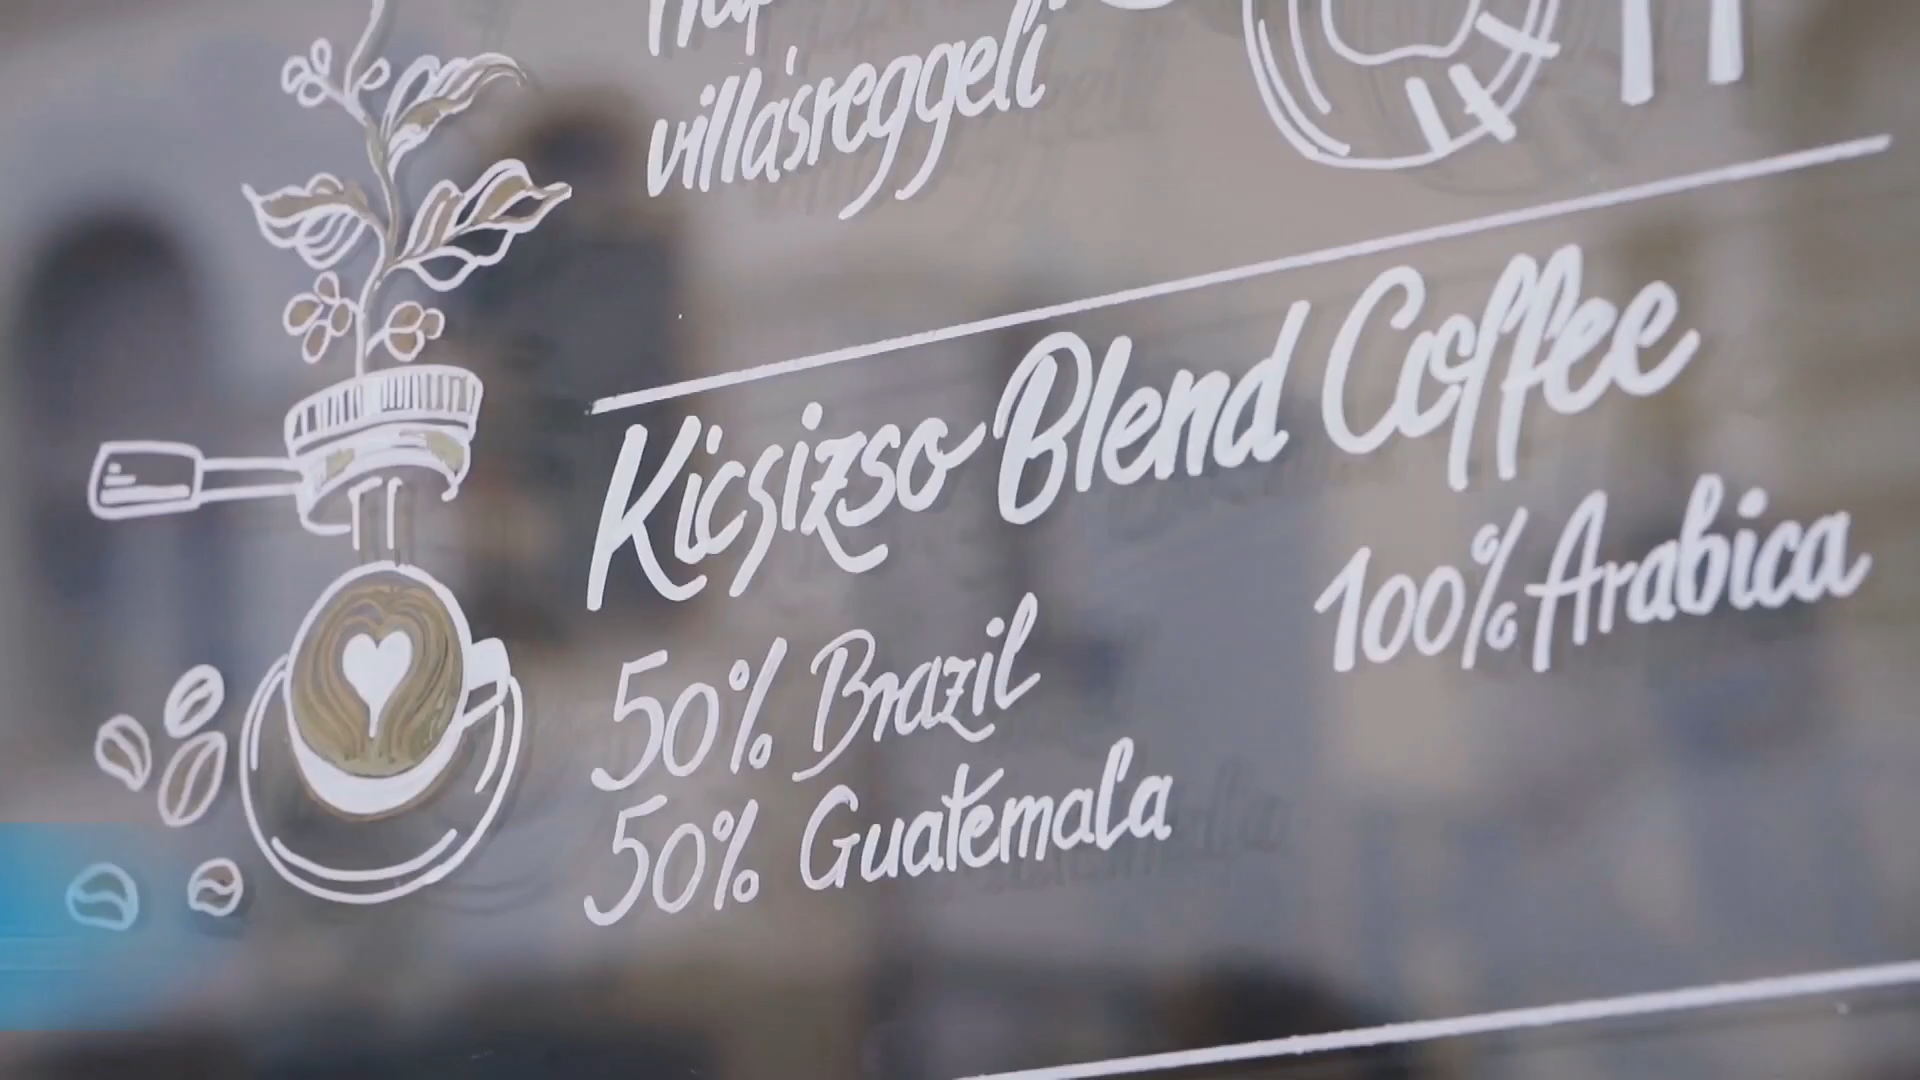 villásreggeli
Kicsizso Blend Coffee
100% Arabica
50% Brazil
50% Guatemala